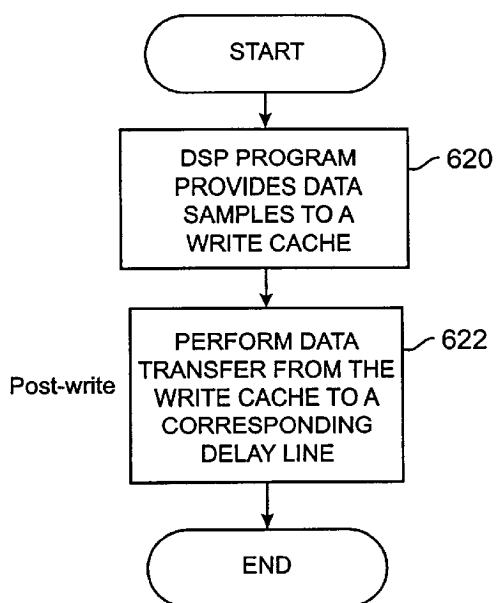 START
DSP PROGRAM
PROVIDES DATA
SAMPLES TO A
WRITE CACHE
620
Post-write
PERFORM DATA
TRANSFER FROM THE
WRITE CACHE TO A
CORRESPONDING
DELAY LINE
622
END